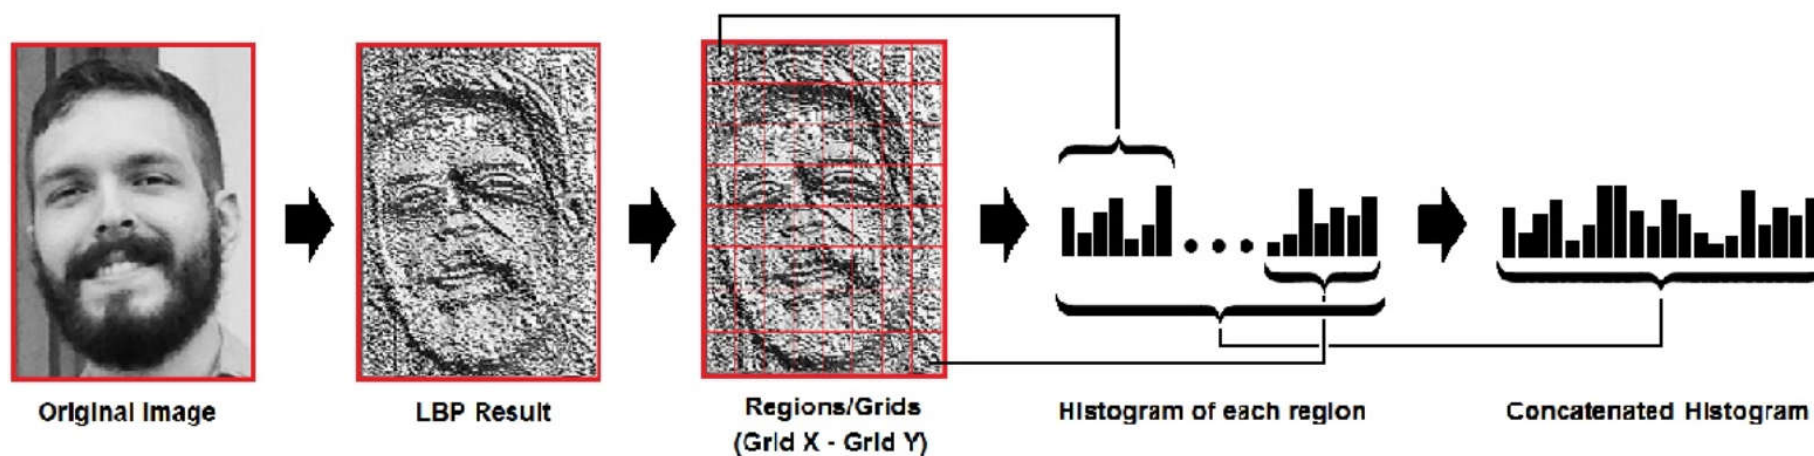 Original Image
LBP Result
Regions/Grids
(Grid X - Grid Y)
Histogram of each region
Concatenated Histogram